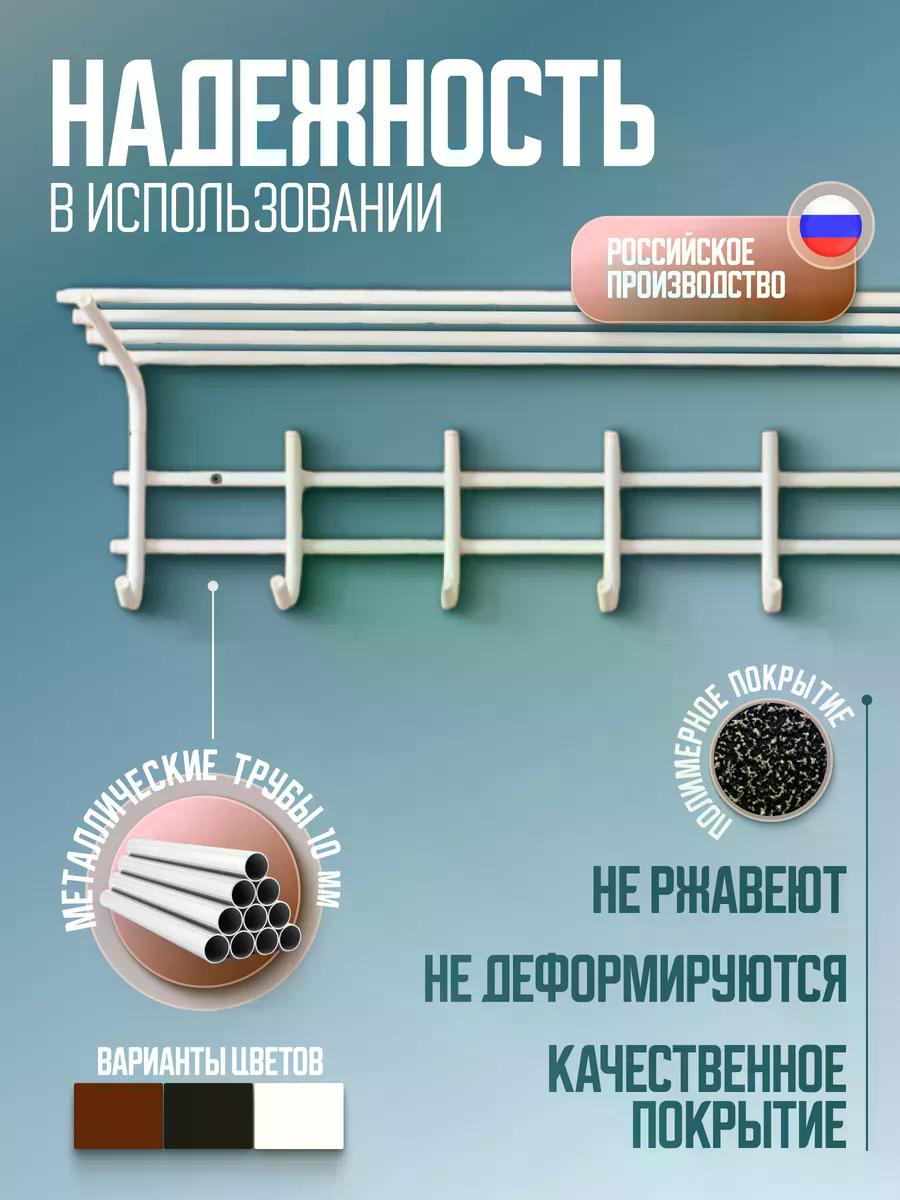 НАДЕЖНОСТЬ
В ИСПОЛЬЗОВАНИИ
РОССИЙСКОЕ
ПРОИЗВОДСТВО
ПОЛИМЕРНОЕ ПОКРЫТИЕ
МЕТАЛЛИЧЕСКИЕ ТРУБЫ 10 ММ
НЕ РЖАВЕЮТ
НЕ ДЕФОРМИРУЮТСЯ
КАЧЕСТВЕННОЕ
ПОКРЫТИЕ
ВАРИАНТЫ ЦВЕТОВ